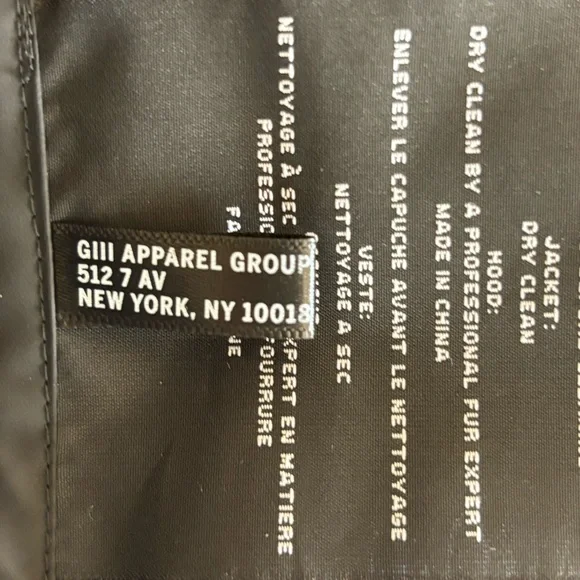 GIII APPAREL GROUP
512 7 AV
NEW YORK, NY 10018
JACKET:
DRY CLEAN
HOOD:
DRY CLEAN BY A PROFESSIONAL FUR EXPERT
MADE IN CHINA
ENLEVER LE CAPUCHE AVANT LE NETTOYAGE
VESTE:
NETTOYAGE A SEC
NETTOYAGE À SEC EXPERT EN MATIERE